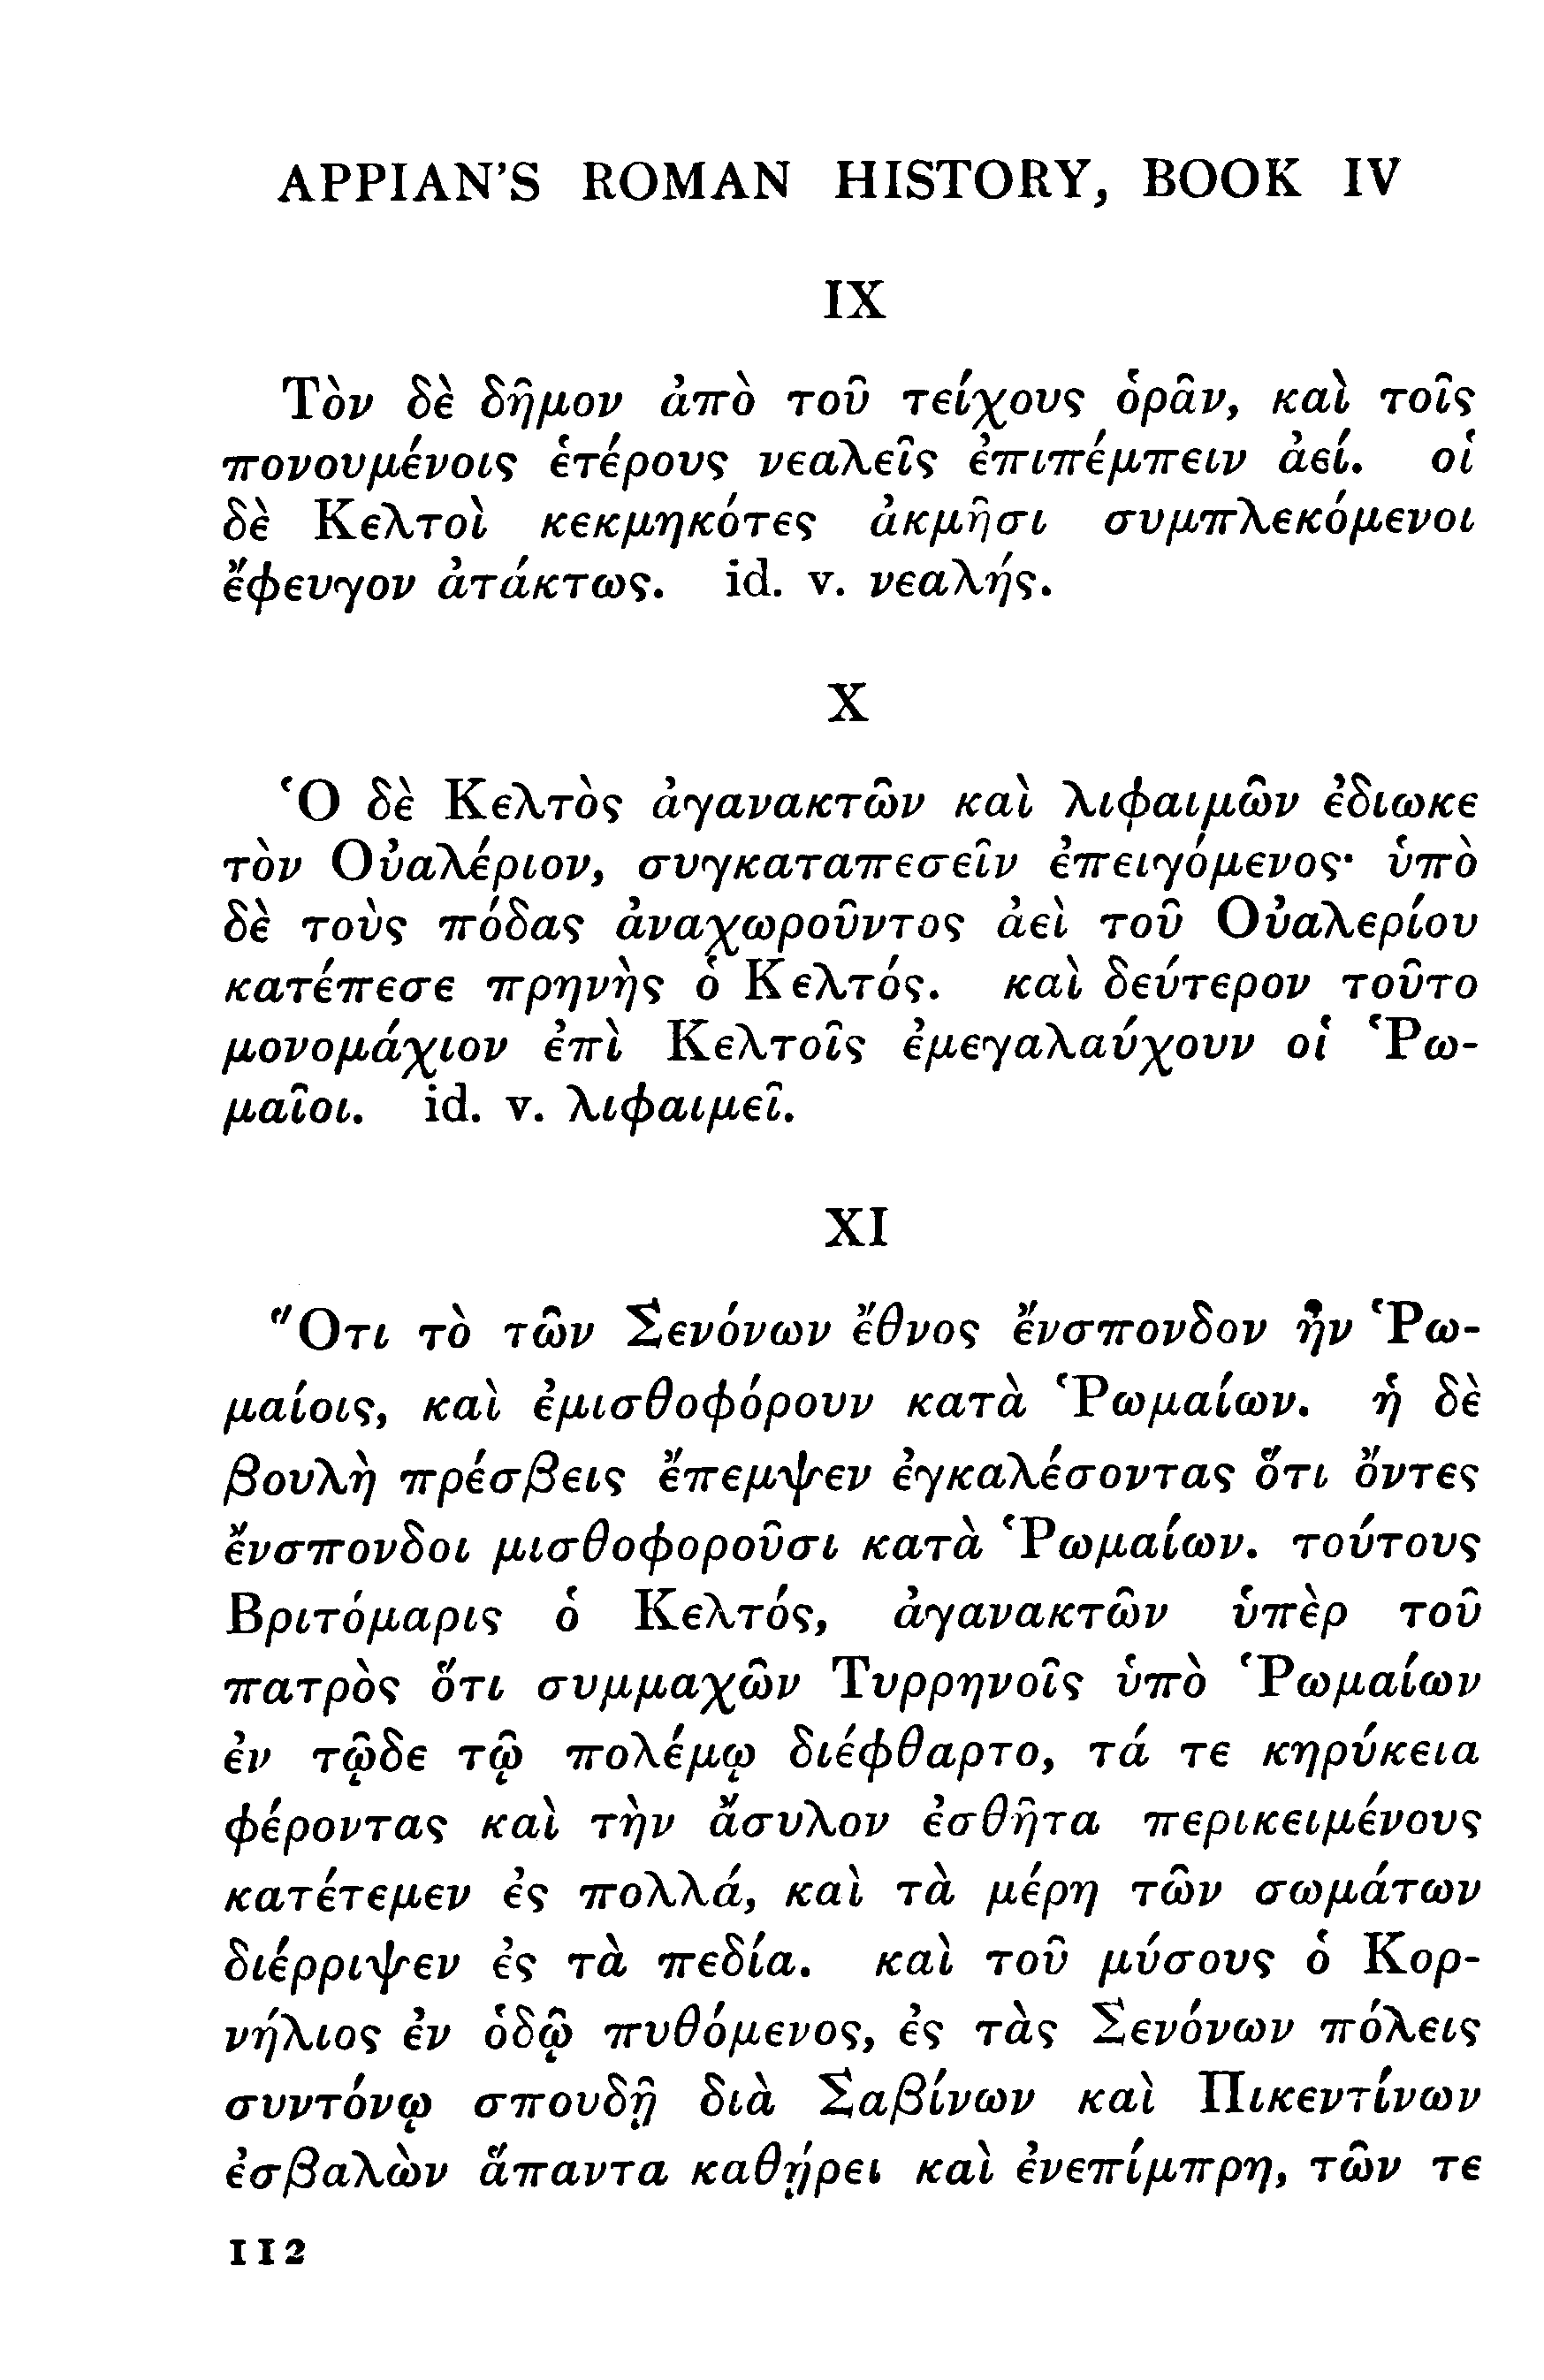 APPIAN'S ROMAN HISTORY, BOOK IV
IX
Τὸν δὲ δῆμον ἀπὸ τοῦ τείχους ὁρᾶν, καὶ τοῖς
πονουμένοις ἑτέρους νεαλεῖς ἐπιπέμπειν ἀεί. οἱ
δὲ Κελτοὶ κεκμηκότες ἀκμῆσι συμπλεκόμενοι
ἔφευγον ἀτάκτως. id. v. νεαλής.
X
Ὁ δὲ Κελτὸς ἀγανακτῶν καὶ λιφαιμῶν ἐδιωκε
τὸν Οὐαλέριον, συγκαταπεσεῖν ἐπειγόμενος· ὑπὸ
δὲ τοὺς πόδας ἀναχωροῦντος ἀεὶ τοῦ Οὐαλερίου
κατέπεσε πρηνὴς ὁ Κελτός. καὶ δεύτερον τοῦτο
μονομάχιον ἐπὶ Κελτοῖς ἐμεγαλαύχουν οἱ Ῥω-
μαῖοι. id. v. λιφαιμεῖ.
XI
Ὅτι τὸ τῶν Σενόνων ἔθνος ἔνσπονδον ἦν Ῥω-
μαίοις, καὶ ἐμισθοφόρουν κατὰ Ῥωμαίων. ἡ δὲ
βουλὴ πρέσβεις ἔπεμψεν ἐγκαλέσοντας ὅτι ὄντες
ἔνσπονδοι μισθοφοροῦσι κατὰ Ῥωμαίων. τούτους
Βριτόμαρις ὁ Κελτός, ἀγανακτῶν ὑπὲρ τοῦ
πατρὸς ὅτι συμμαχῶν Τυρρηνοῖς ὑπὸ Ῥωμαίων
ἐν τῷδε τῷ πολέμῳ διέφθαρτο, τά τε κηρύκεια
φέροντας καὶ τὴν ἄσυλον ἐσθῆτα περικειμένους
κατέτεμεν ἐς πολλά, καὶ τὰ μέρη τῶν σωμάτων
διέρριψεν ἐς τὰ πεδία. καὶ τοῦ μύσους ὁ Κορ-
νήλιος ἐν ὁδῷ πυθόμενος, ἐς τὰς Σενόνων πόλεις
συντόνῳ σπουδῇ διὰ Σαβίνων καὶ Πικεντίνων
ἐσβαλὼν ἅπαντα καθῄρει καὶ ἐνεπίμπρη, τῶν τε
112